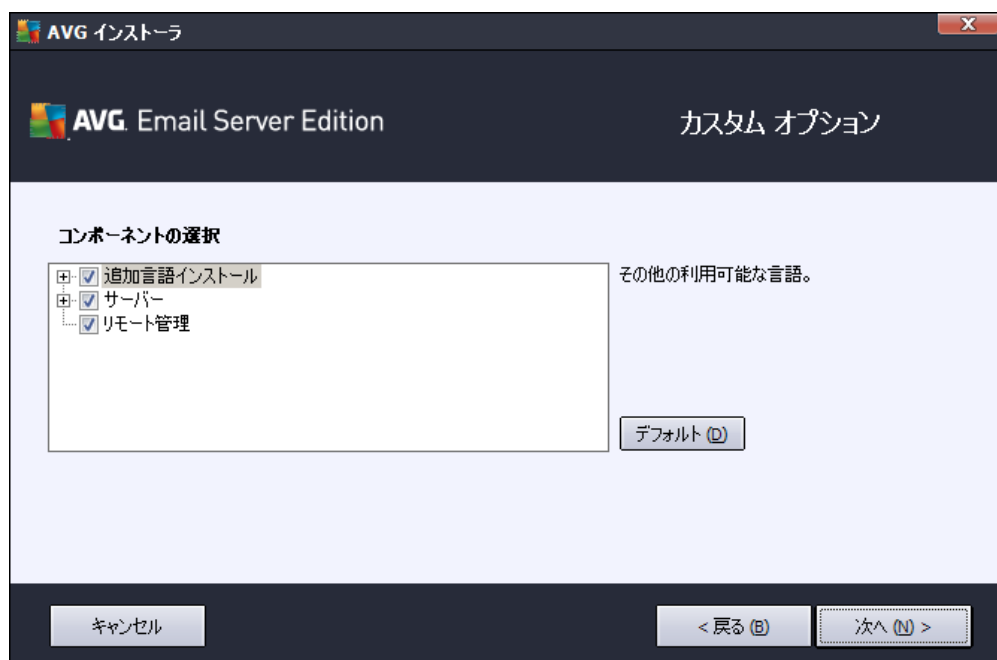 AVG インストーラ
AVG. Email Server Edition
カスタム オプション
コンポーネントの選択
追加言語インストール
その他の利用可能な言語。
サーバー
リモート管理
デフォルト (D)
キャンセル
< 戻る (B)
次へ (N) >